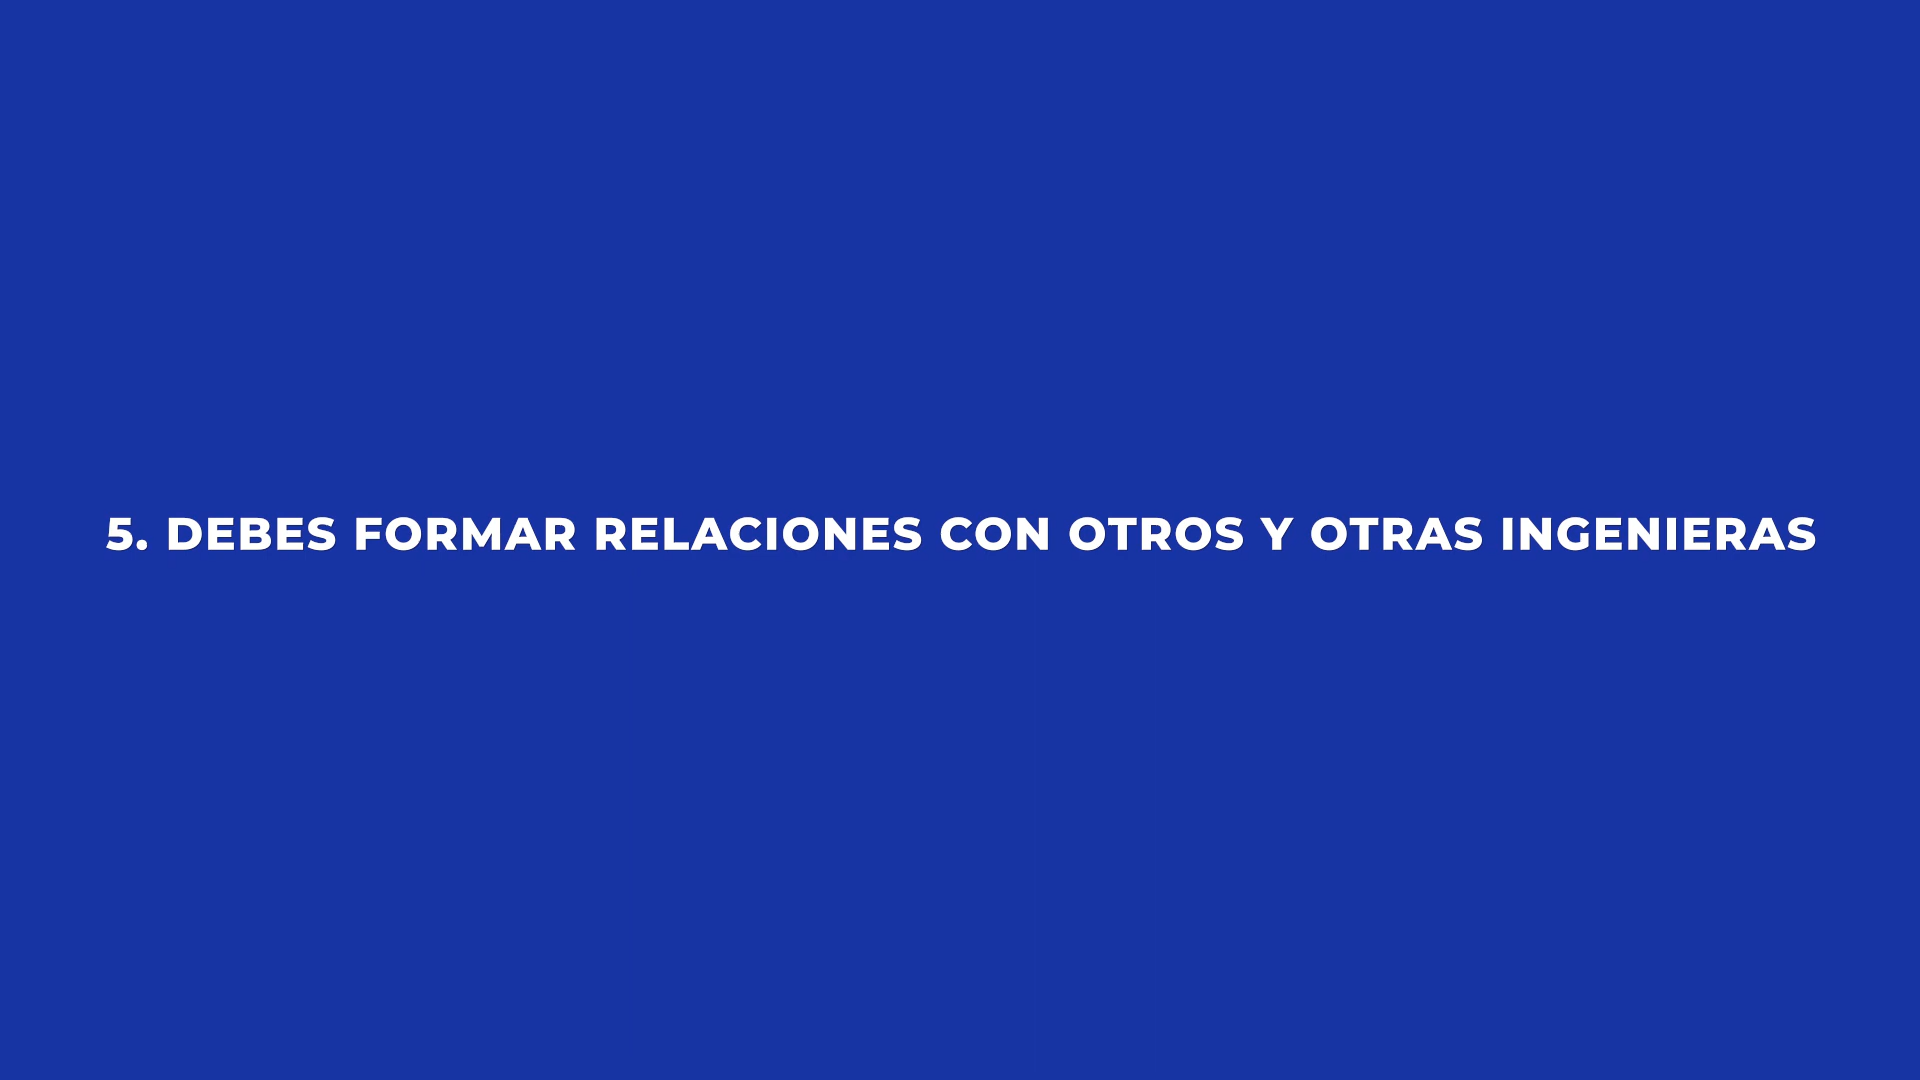 5. DEBES FORMAR RELACIONES CON OTROS Y OTRAS INGENIERAS